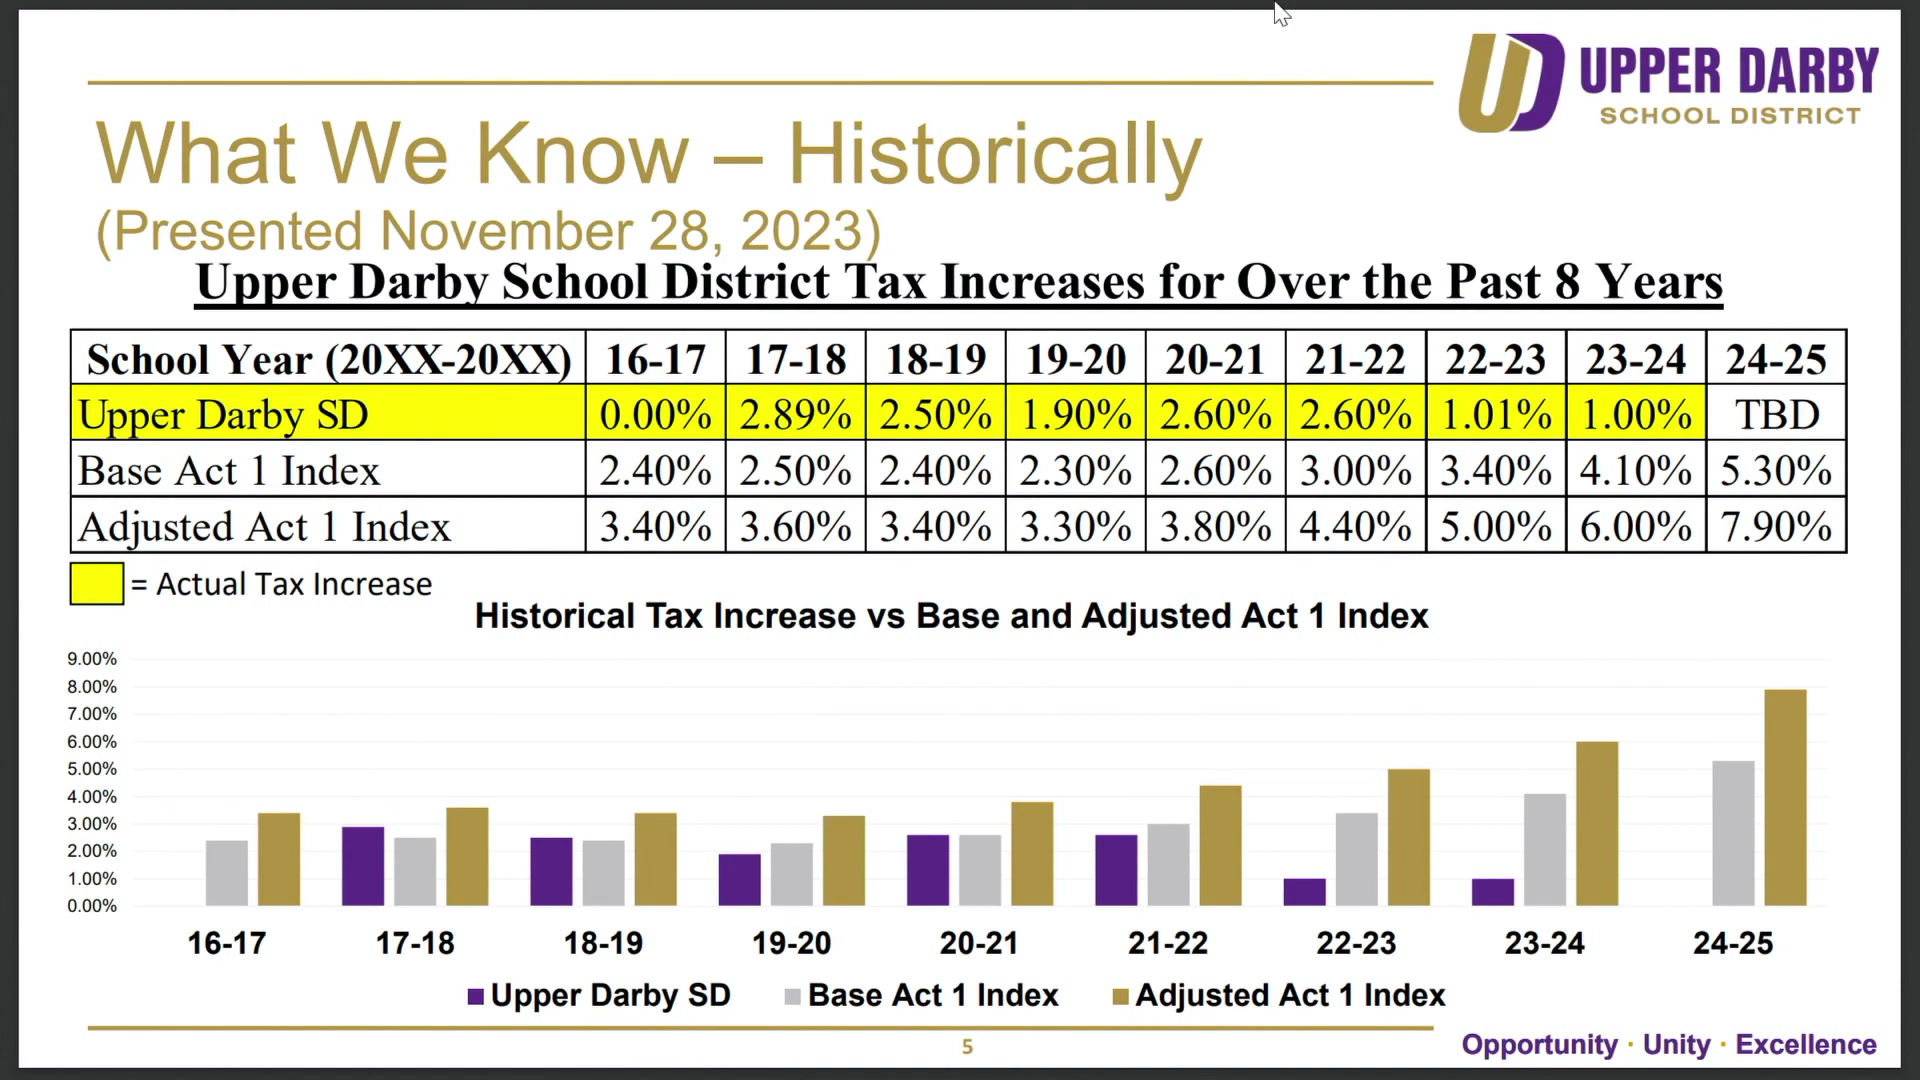 UPPER DARBY
SCHOOL DISTRICT
What We Know – Historically
(Presented November 28, 2023)
Upper Darby School District Tax Increases for Over the Past 8 Years
School Year (20XX-20XX) 16-17 17-18 18-19 19-20 20-21 21-22 22-23 23-24 24-25
Upper Darby SD 0.00% 2.89% 2.50% 1.90% 2.60% 2.60% 1.01% 1.00% TBD
Base Act 1 Index 2.40% 2.50% 2.40% 2.30% 2.60% 3.00% 3.40% 4.10% 5.30%
Adjusted Act 1 Index 3.40% 3.60% 3.40% 3.30% 3.80% 4.40% 5.00% 6.00% 7.90%
= Actual Tax Increase
Historical Tax Increase vs Base and Adjusted Act 1 Index
9.00%
8.00%
7.00%
6.00%
5.00%
4.00%
3.00%
2.00%
1.00%
0.00%
16-17 17-18 18-19 19-20 20-21 21-22 22-23 23-24 24-25
Upper Darby SD Base Act 1 Index Adjusted Act 1 Index
5
Opportunity · Unity · Excellence